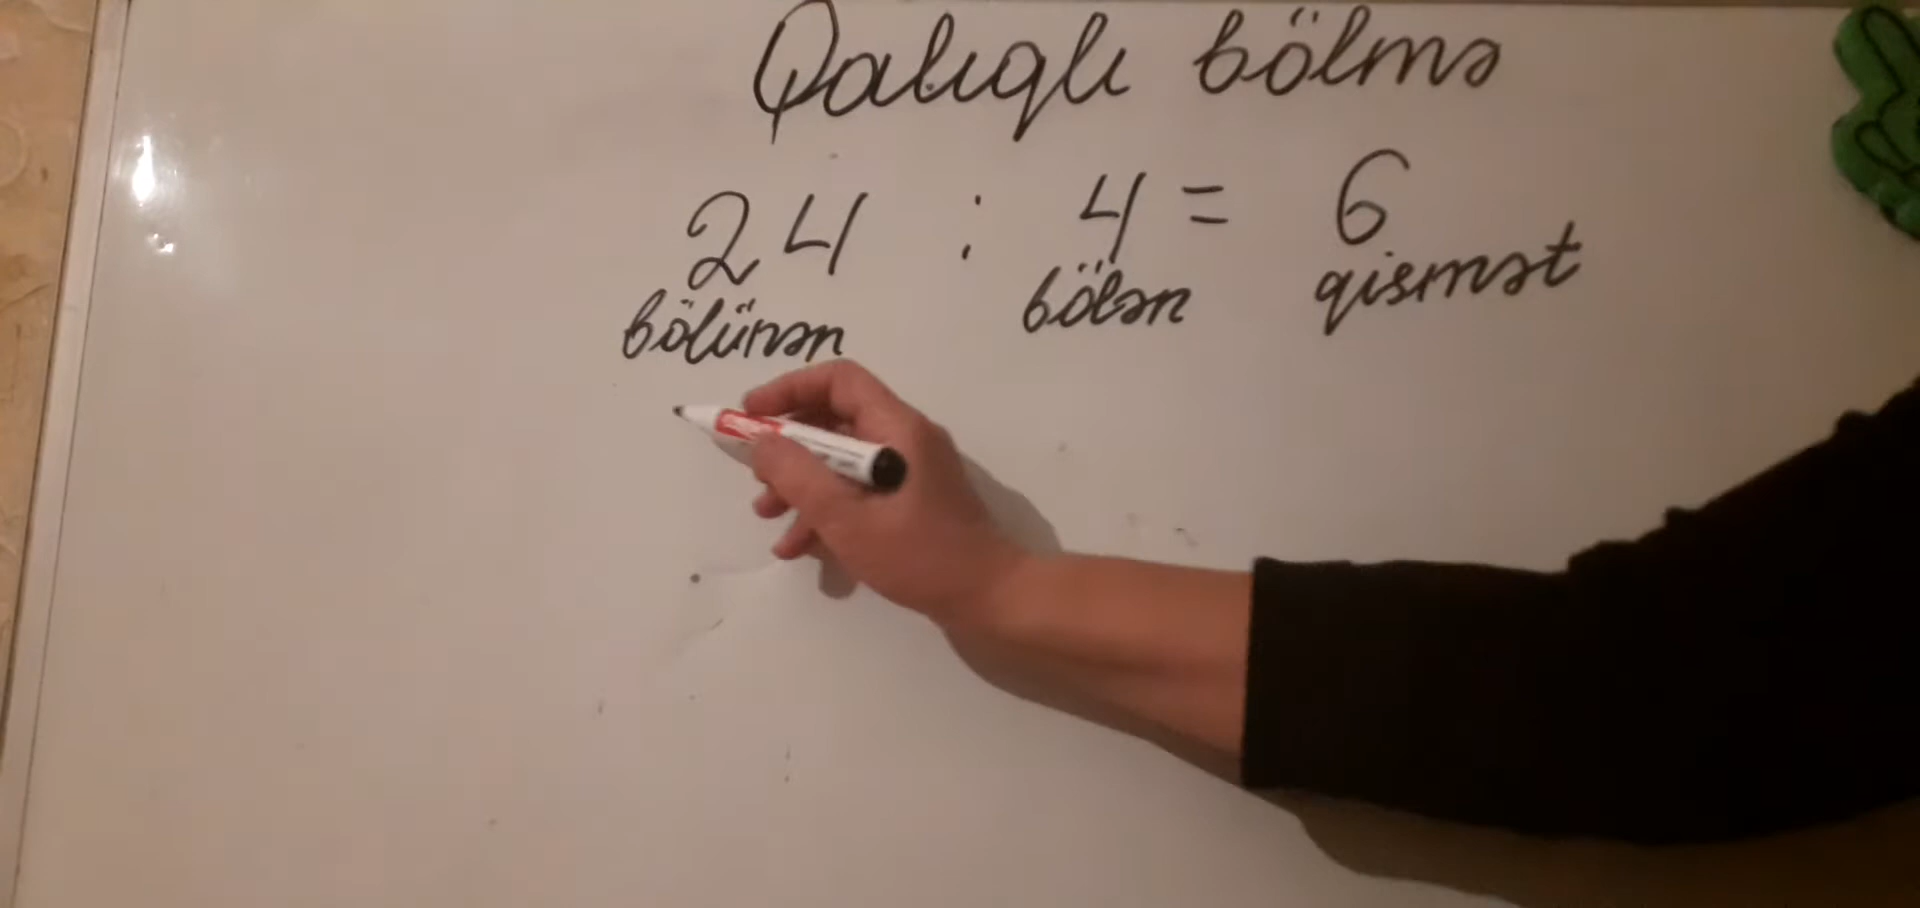 Qalıqlı bölmə
24 : 4 = 6
bölünən bölən qismət